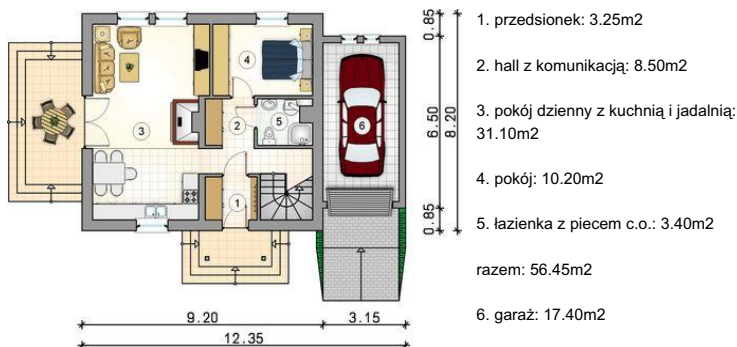 1. przedsionek: 3.25m2
2. hall z komunikacją: 8.50m2
3. pokój dzienny z kuchnią i jadalnią:
31.10m2
4. pokój: 10.20m2
5. łazienka z piecem c.o.: 3.40m2
razem: 56.45m2
6. garaż: 17.40m2
4
2
5
3
6
1
0.85
6.50
8.20
0.85
9.20
3.15
12.35